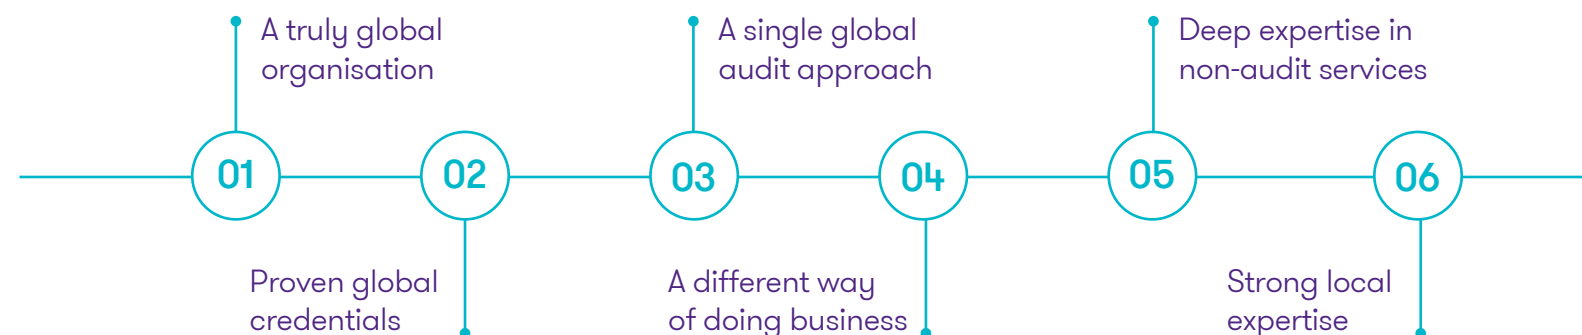 A truly global
organisation
A single global
audit approach
Deep expertise in
non-audit services
01
02
03
04
05
06
Proven global
credentials
A different way
of doing business
Strong local
expertise